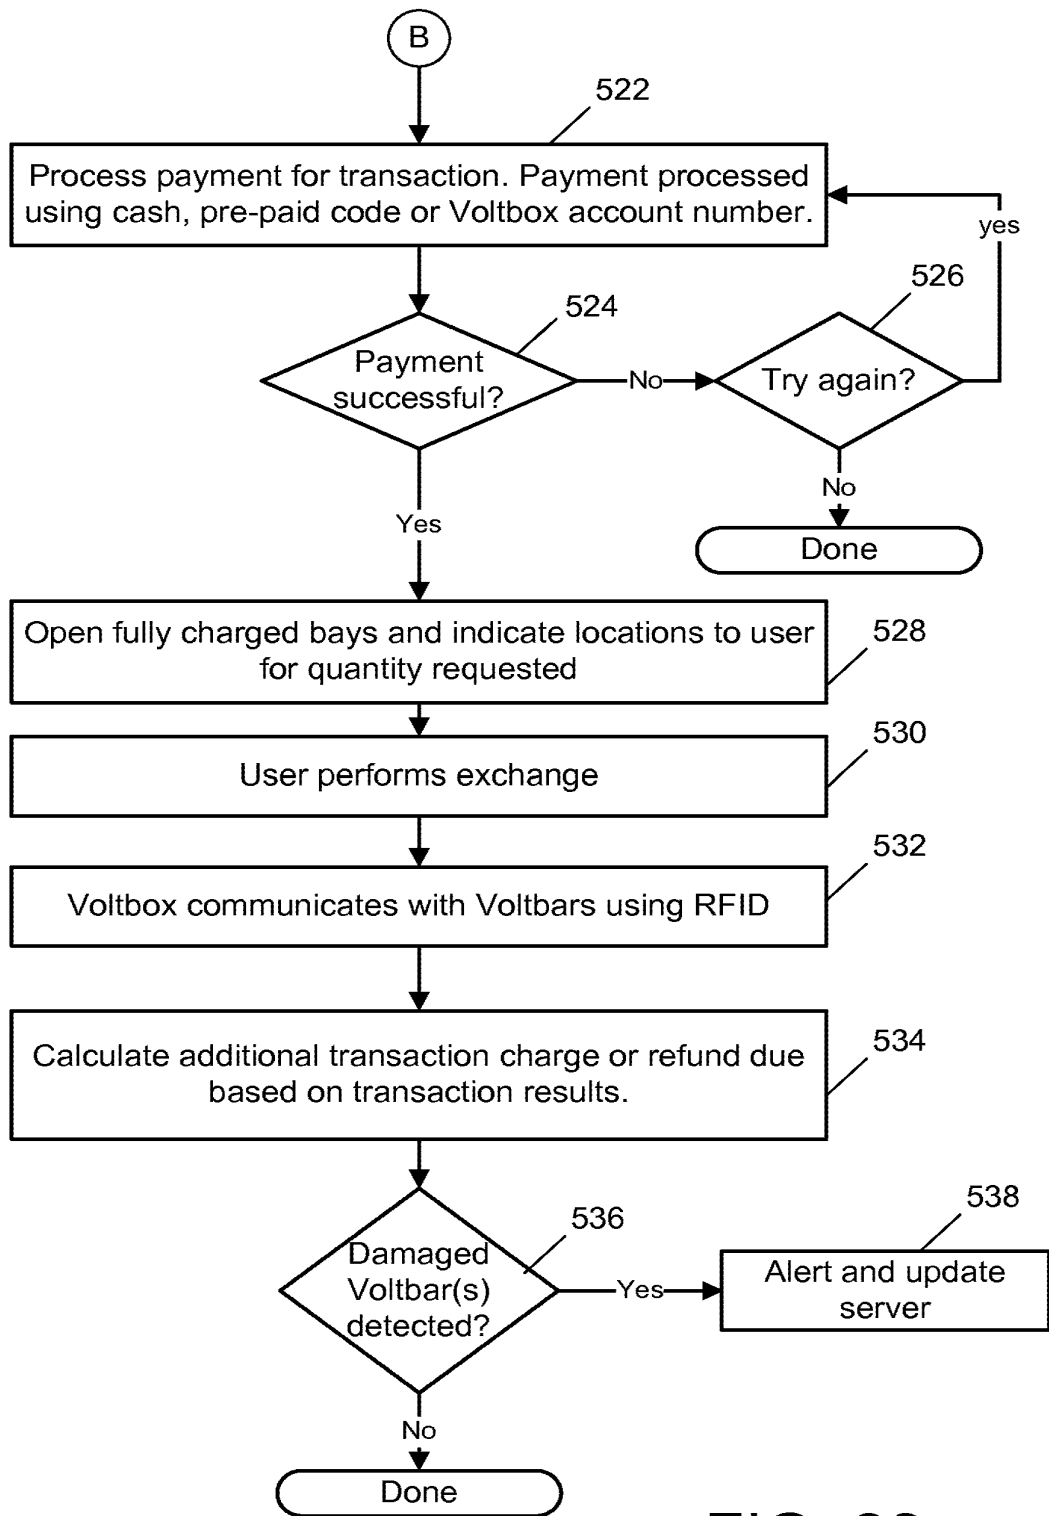 B
522
Process payment for transaction. Payment processed
using cash, pre-paid code or Voltbox account number.
yes
526
524
Payment
successful?
No
Try again?
No
Yes
Done
Open fully charged bays and indicate locations to user
for quantity requested
528
530
User performs exchange
532
Voltbox communicates with Voltbars using RFID
Calculate additional transaction charge or refund due
based on transaction results.
534
538
536
Damaged
Voltbar(s)
detected?
Yes
Alert and update
server
No
Done